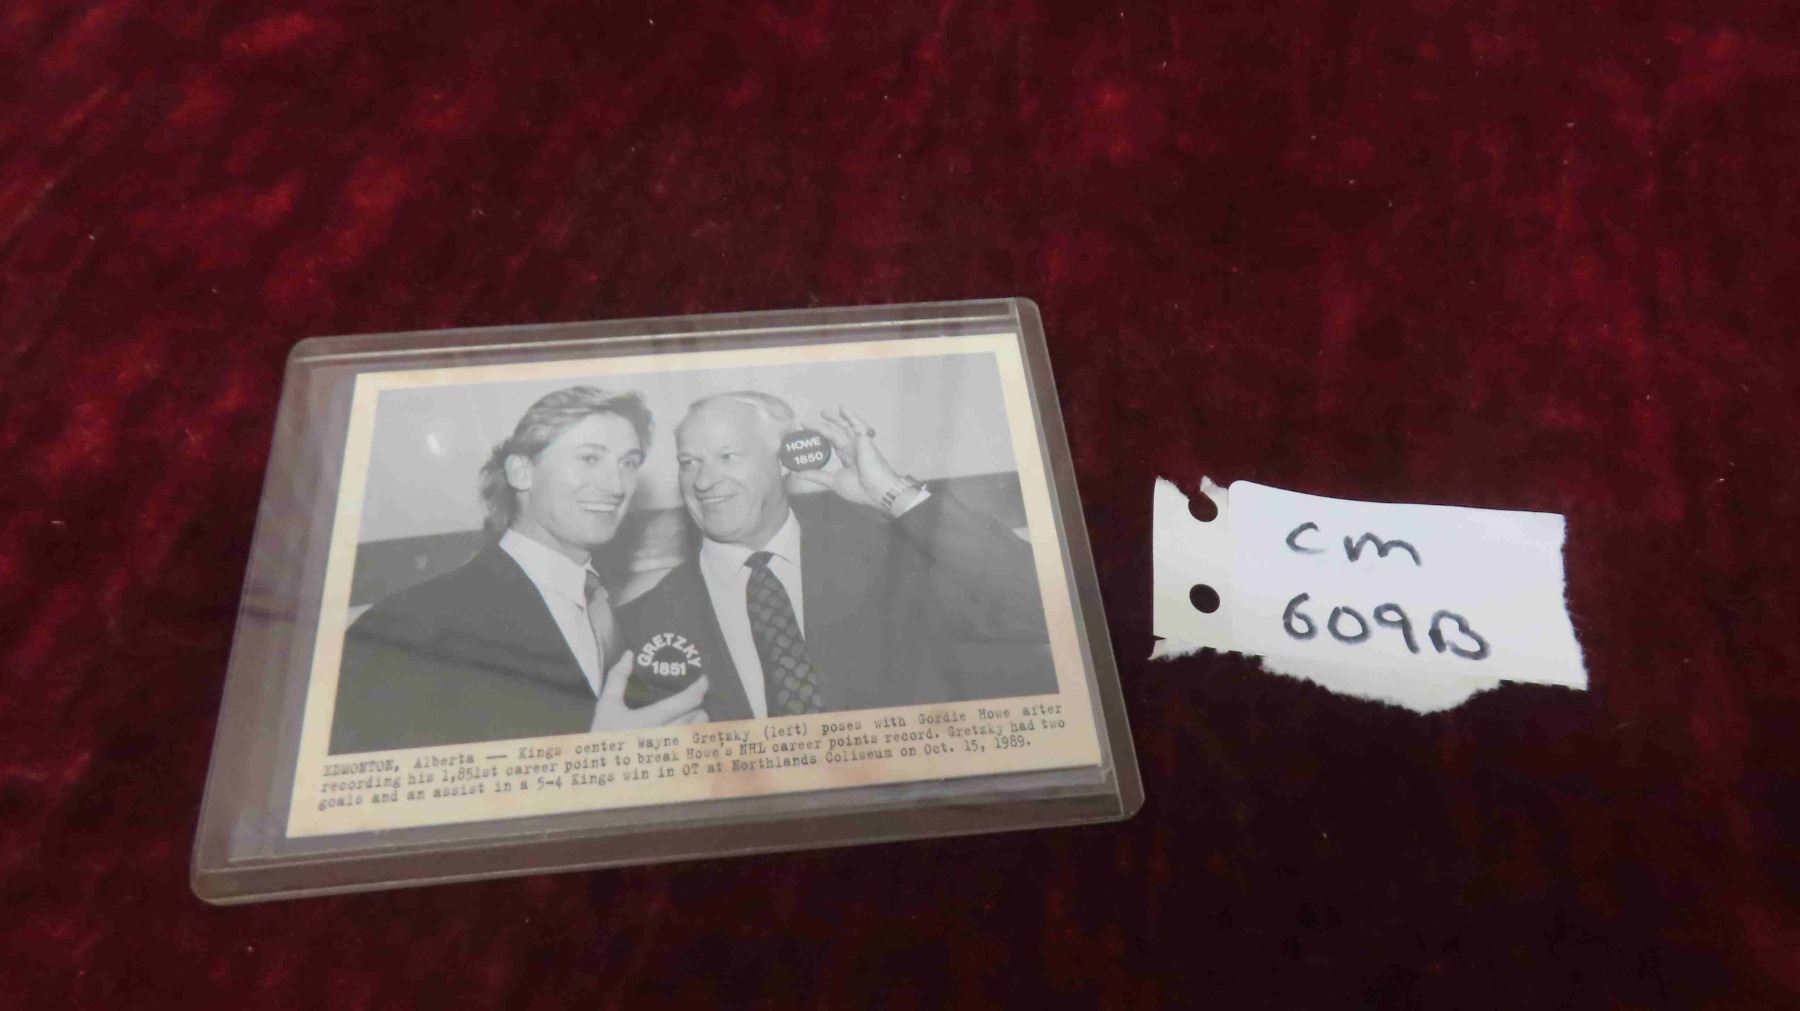 HOWE
1850
GRETZKY
1851
EDMONTON, Alberta — Kings center Wayne Gretzky (left) poses with Gordie Howe after
recording his 1,851st career point to break Howe's NHL career points record. Gretzky had two
goals and an assist in a 5-4 Kings win in OT at Northlands Coliseum on Oct. 15, 1989.
cm
609B